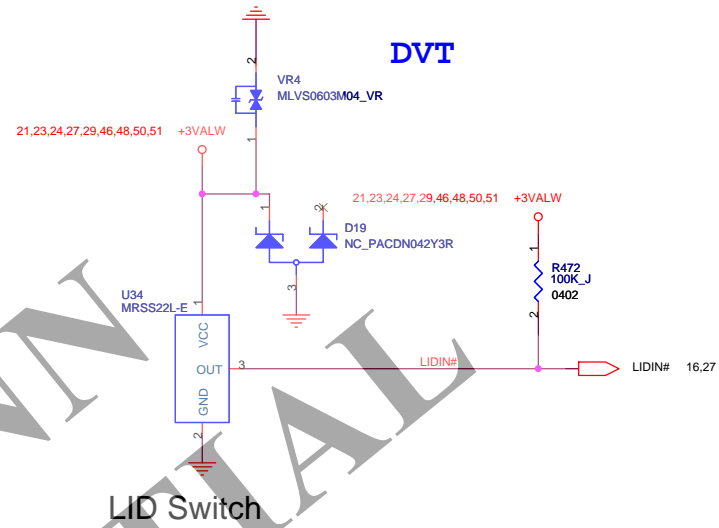 DVT
2
VR4
MLVS0603M04_VR
1
21,23,24,27,29,46,48,50,51 +3VALW
1
2
21,23,24,27,29,46,48,50,51 +3VALW
D19
NC_PACDN042Y3R
3
1
R472
100K_J
0402
2
U34
MRSS22L-E
1
VCC
OUT
3
GND
2
LIDIN#
LIDIN# 16,27
LID Switch